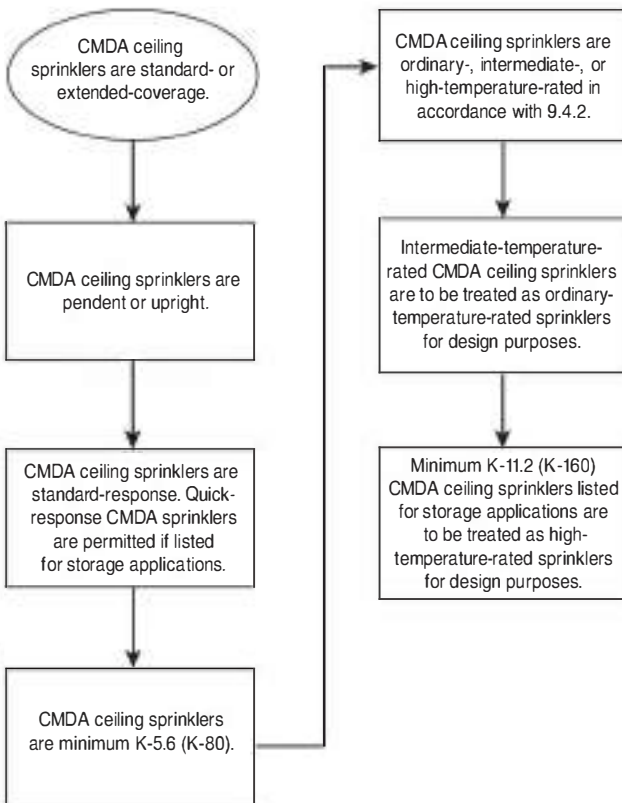 CMDA ceiling
sprinklers are standard- or
extended-coverage.
CMDA ceiling sprinklers are
pendent or upright.
CMDA ceiling sprinklers are
standard-response. Quick-
response CMDA sprinklers
are permitted if listed
for storage applications.
CMDA ceiling sprinklers
are minimum K-5.6 (K-80).
CMDA ceiling sprinklers are
ordinary-, intermediate-, or
high-temperature-rated in
accordance with 9.4.2.
Intermediate-temperature-
rated CMDA ceiling sprinklers
are to be treated as ordinary-
temperature-rated sprinklers
for design purposes.
Minimum K-11.2 (K-160)
CMDA ceiling sprinklers listed
for storage applications are
to be treated as high-
temperature-rated sprinklers
for design purposes.